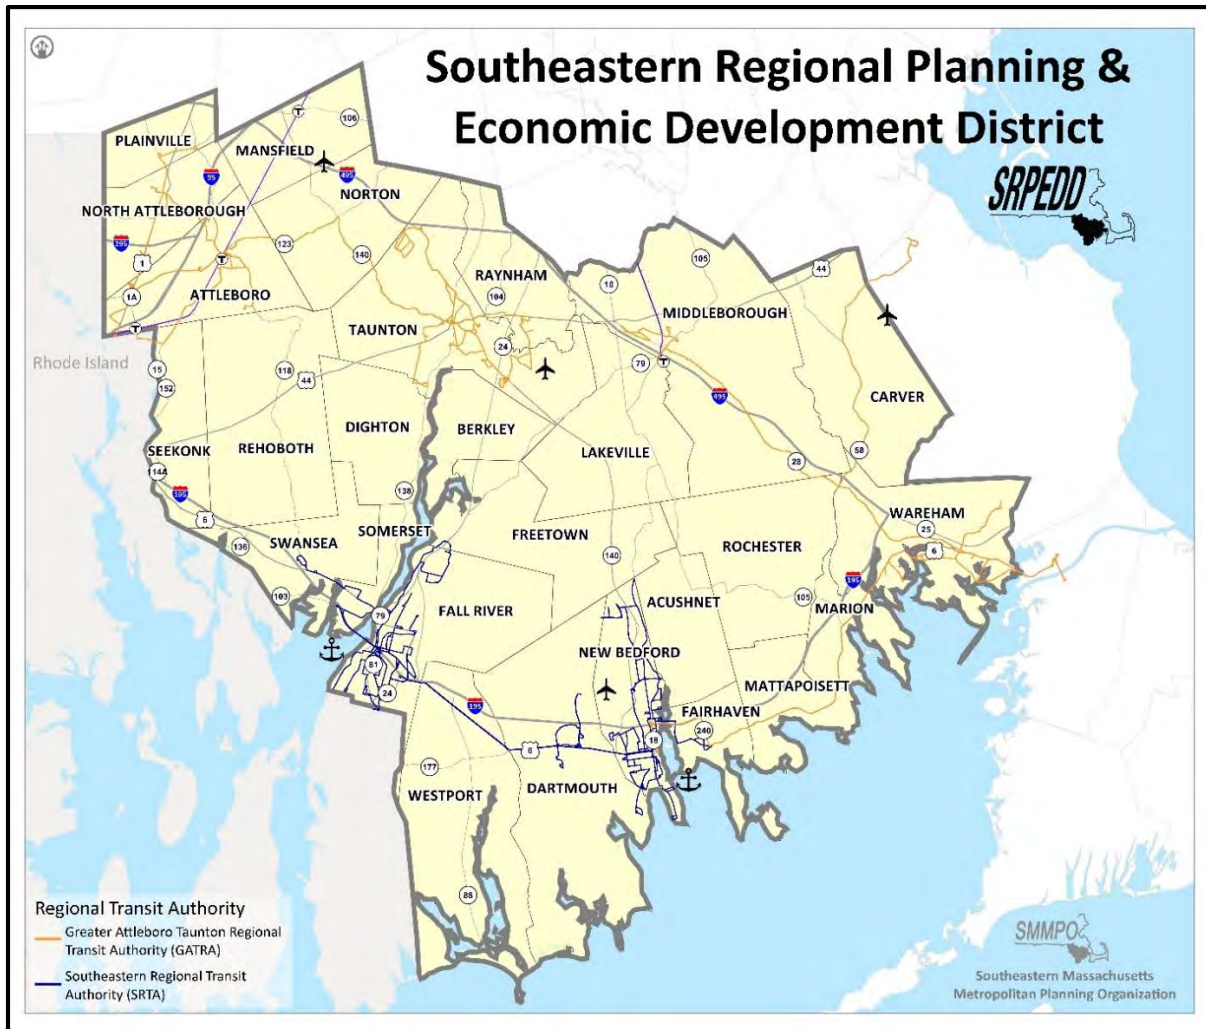 Southeastern Regional Planning &
Economic Development District
SRPEDD
PLAINVILLE
MANSFIELD
106
T
95
495
NORTON
NORTH ATTLEBOROUGH
295
1
123
140
T
1A
ATTLEBORO
T
RAYNHAM
104
18
105
44
MIDDLEBOROUGH
TAUNTON
24
79
T
495
Rhode Island
15
152
118
44
CARVER
DIGHTON
BERKLEY
SEEKONK
REHOBOTH
LAKEVILLE
114A
195
6
138
28
58
SOMERSET
SWANSEA
136
FREETOWN
WAREHAM
25
6
ROCHESTER
140
195
103
79
FALL RIVER
ACUSHNET
105
MARION
81
NEW BEDFORD
24
MATTAPOISETT
195
FAIRHAVEN
240
18
6
177
WESTPORT
DARTMOUTH
88
Regional Transit Authority
Greater Attleboro Taunton Regional
Transit Authority (GATRA)
Southeastern Regional Transit
Authority (SRTA)
SMMPO
Southeastern Massachusetts
Metropolitan Planning Organization